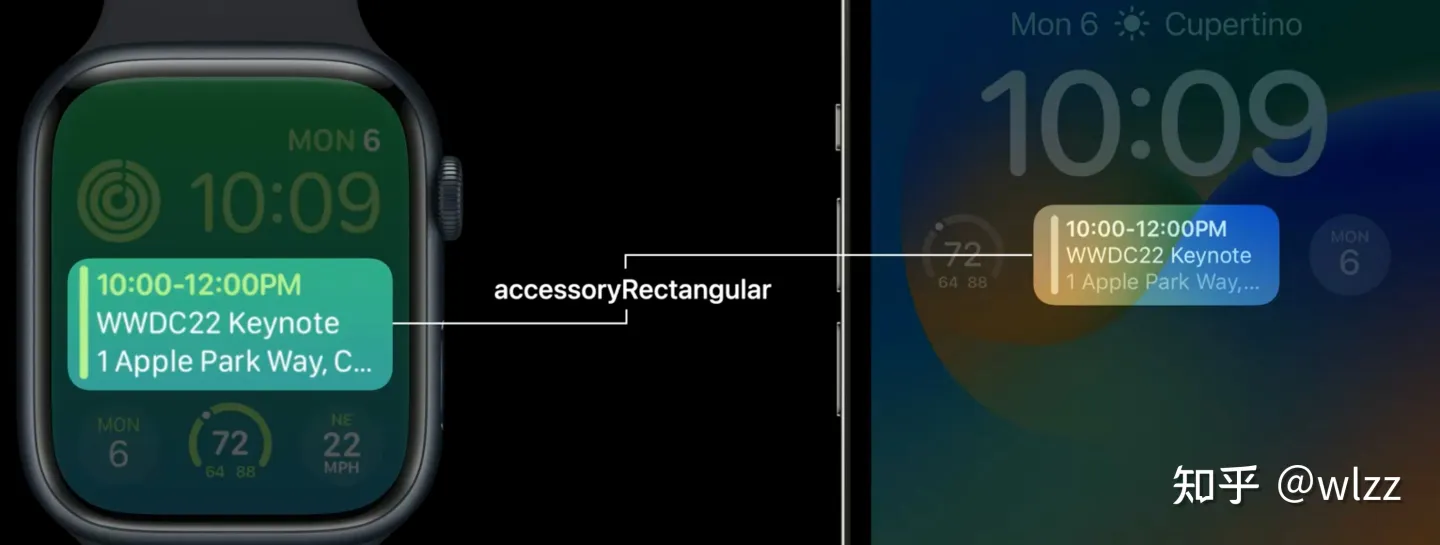 MON 6
10:09
10:00-12:00PM
WWDC22 Keynote
1 Apple Park Way, C...
MON
6
72
64 88
NE
22
MPH
accessoryRectangular
Mon 6 Cupertino
10:09
72
64 88
10:00-12:00PM
WWDC22 Keynote
1 Apple Park Way,...
MON
6
知乎 @wlzz